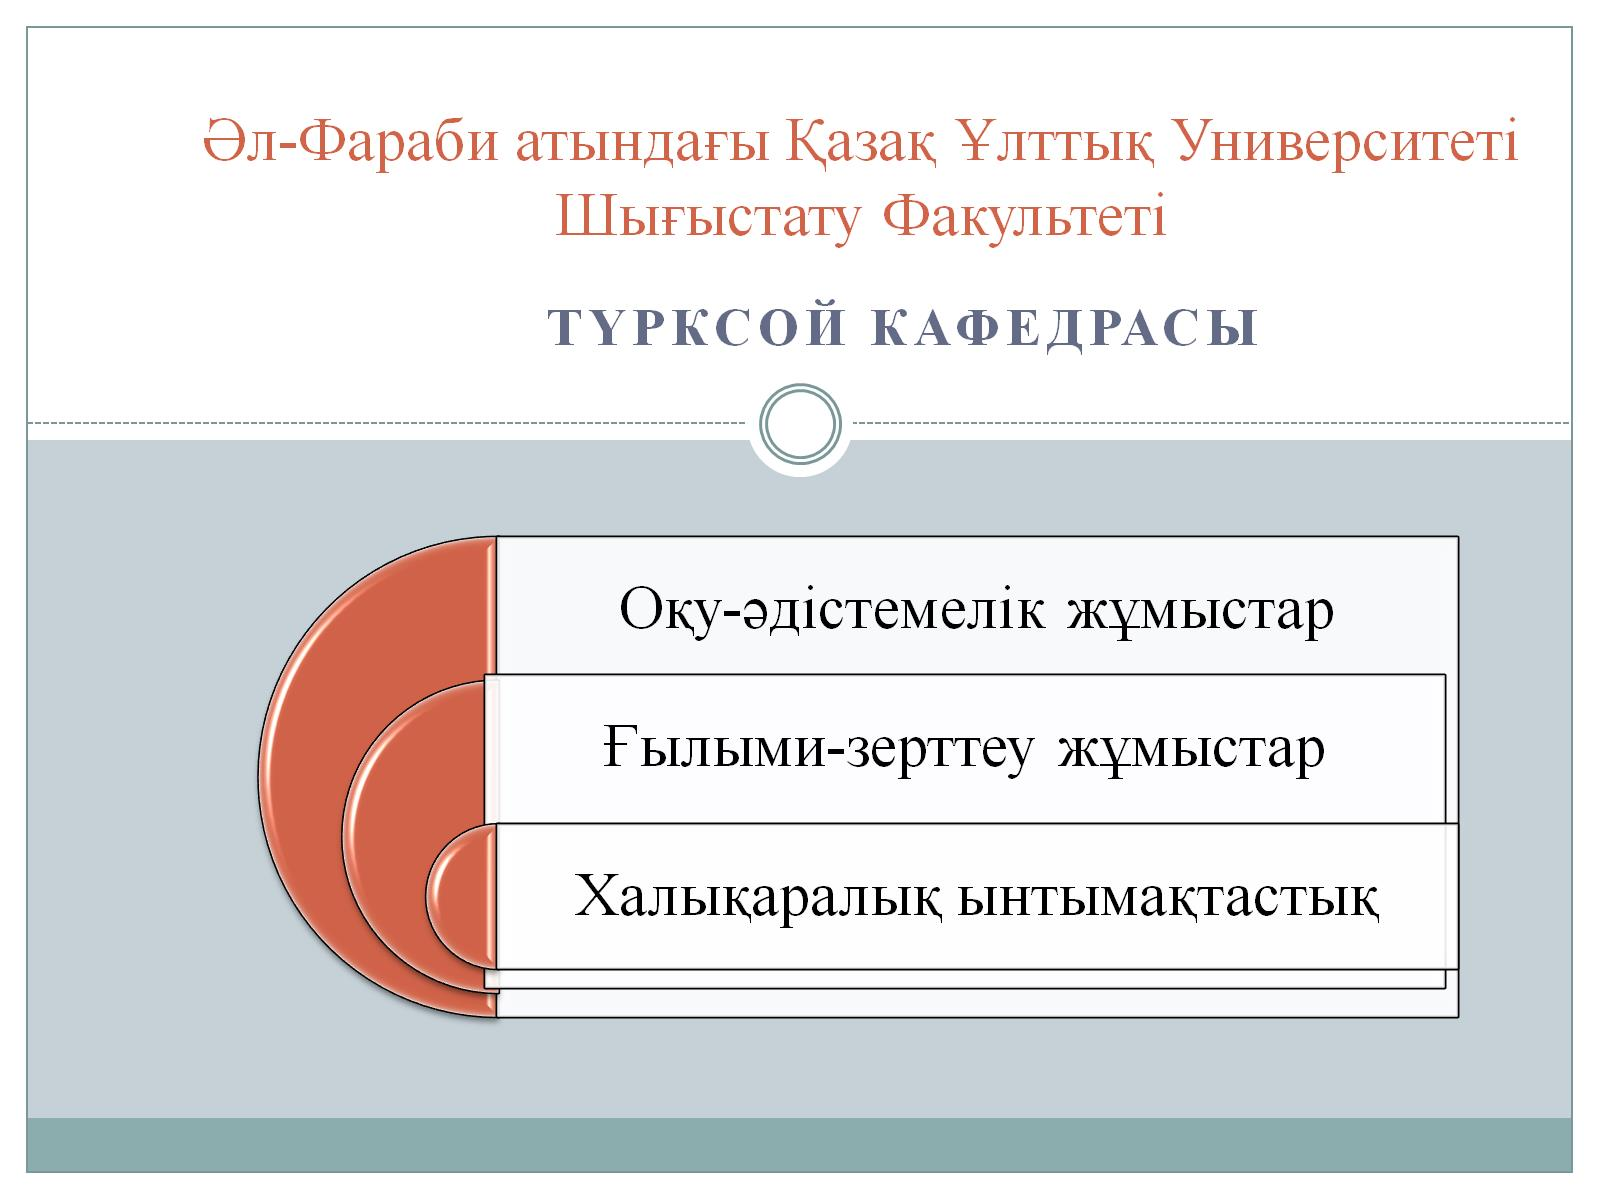 Әл-Фараби атындағы Қазақ Ұлттық Университеті
Шығыстату Факультеті
ТҮРКСОЙ КАФЕДРАСЫ
Оқу-әдістемелік жұмыстар
Ғылыми-зерттеу жұмыстар
Халықаралық ынтымақтастық